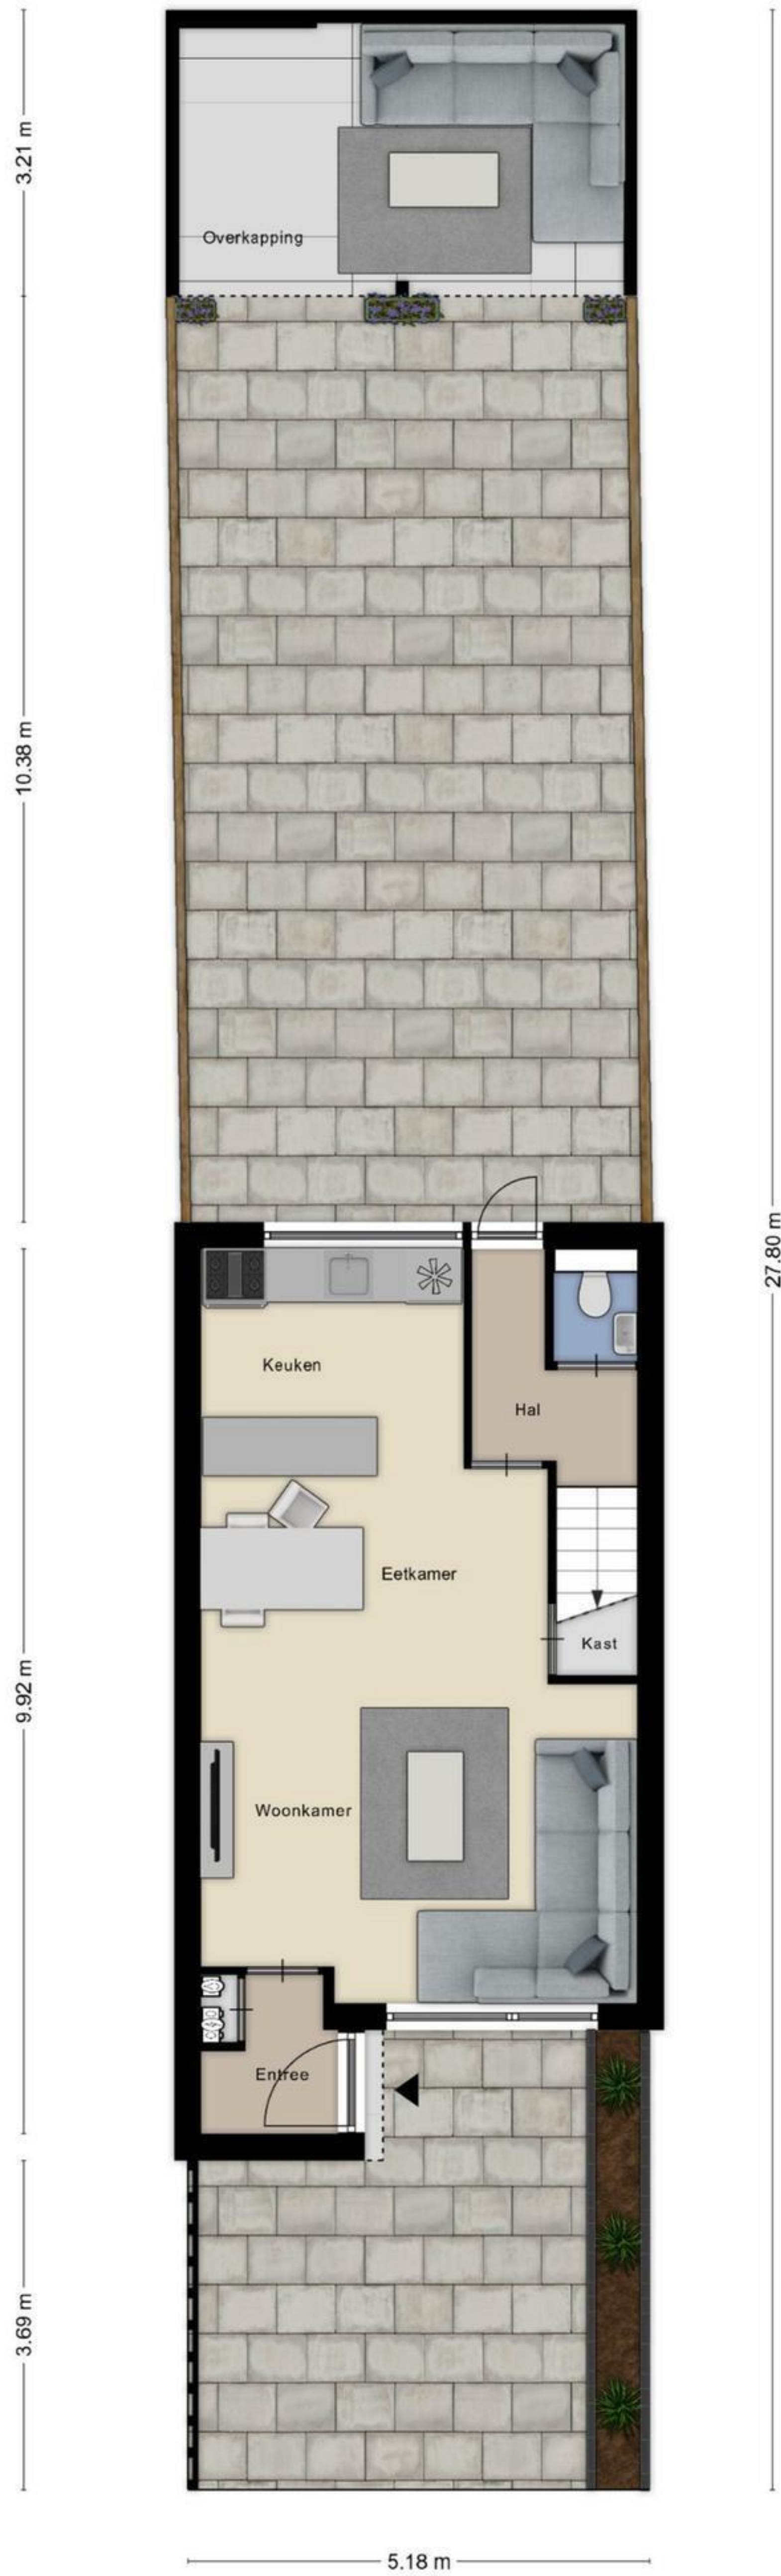 3.21 m
Overkapping
10.38 m
27.80 m
Keuken
Hal
Eetkamer
Kast
9.92 m
Woonkamer
Entree
3.69 m
5.18 m